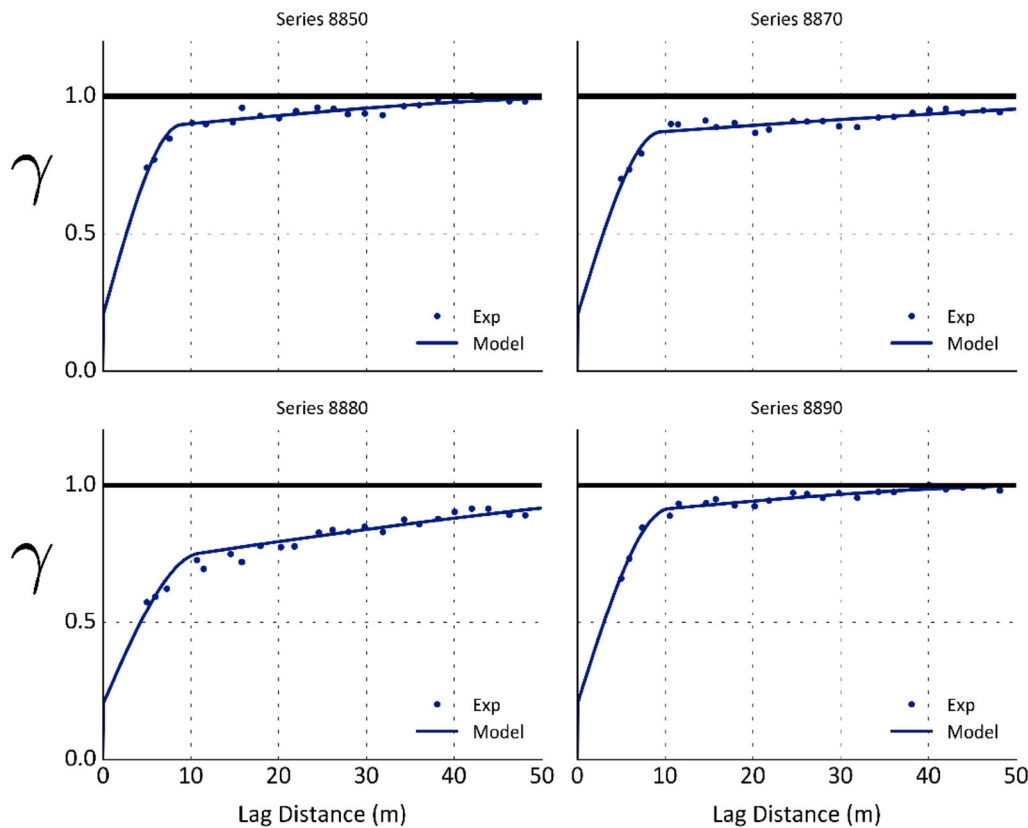 Series 8850
Series 8870
1.0
γ
0.5
Exp
Model
Exp
Model
0.0
Series 8880
Series 8890
1.0
γ
0.5
Exp
Model
Exp
Model
0.0
0 10 20 30 40 50 0 10 20 30 40 50
Lag Distance (m)
Lag Distance (m)